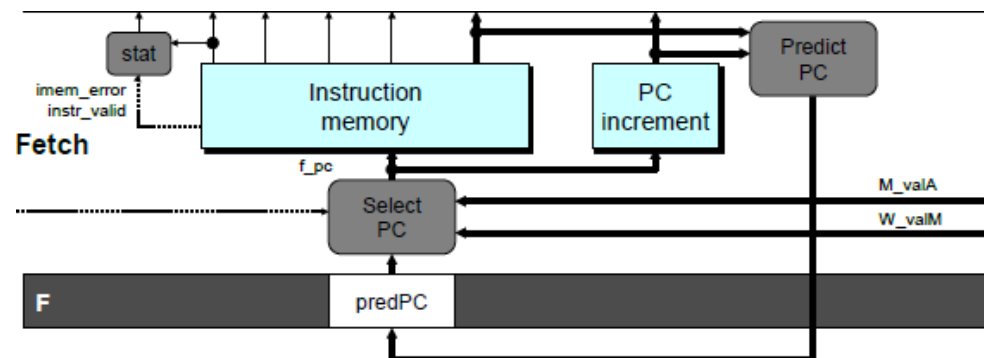 stat
Predict
PC
imem_error
instr_valid
Instruction
memory
PC
increment
Fetch
f_pc
M_valA
Select
PC
W_valM
F
predPC